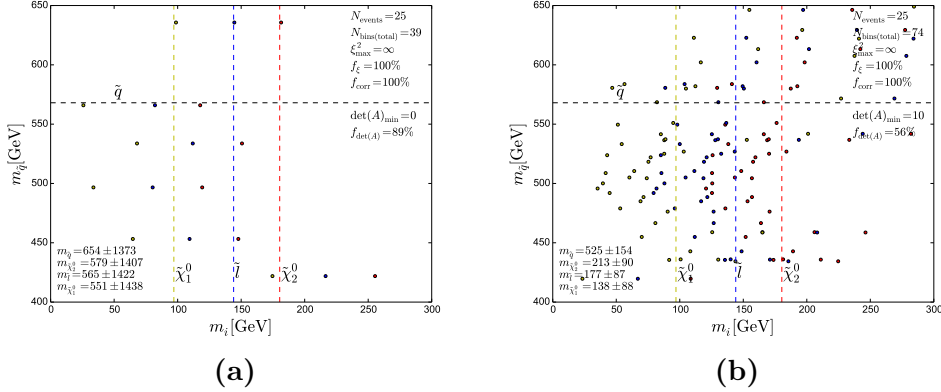 650
600
550
500
450
400
0
50
100
150
200
250
300
m_q̃ [GeV]
m_i [GeV]
N_events = 25
N_bins(total) = 39
ξ²_max = ∞
f_ξ = 100%
f_corr = 100%
q̃
det(A)_min = 0
f_det(A) = 89%
m_q̃ = 654 ± 1373
m_χ̃⁰₂ = 579 ± 1407
m_l̃ = 565 ± 1422
m_χ̃⁰₁ = 551 ± 1438
χ̃⁰₁
l̃
χ̃⁰₂
(a)
650
600
550
500
450
400
0
50
100
150
200
250
300
m_q̃ [GeV]
m_i [GeV]
N_events = 25
N_bins(total) = 74
ξ²_max = ∞
f_ξ = 100%
f_corr = 100%
q̃
det(A)_min = 10
f_det(A) = 56%
m_q̃ = 525 ± 154
m_χ̃⁰₂ = 213 ± 90
m_l̃ = 177 ± 87
m_χ̃⁰₁ = 138 ± 88
χ̃⁰₁
l̃
χ̃⁰₂
(b)